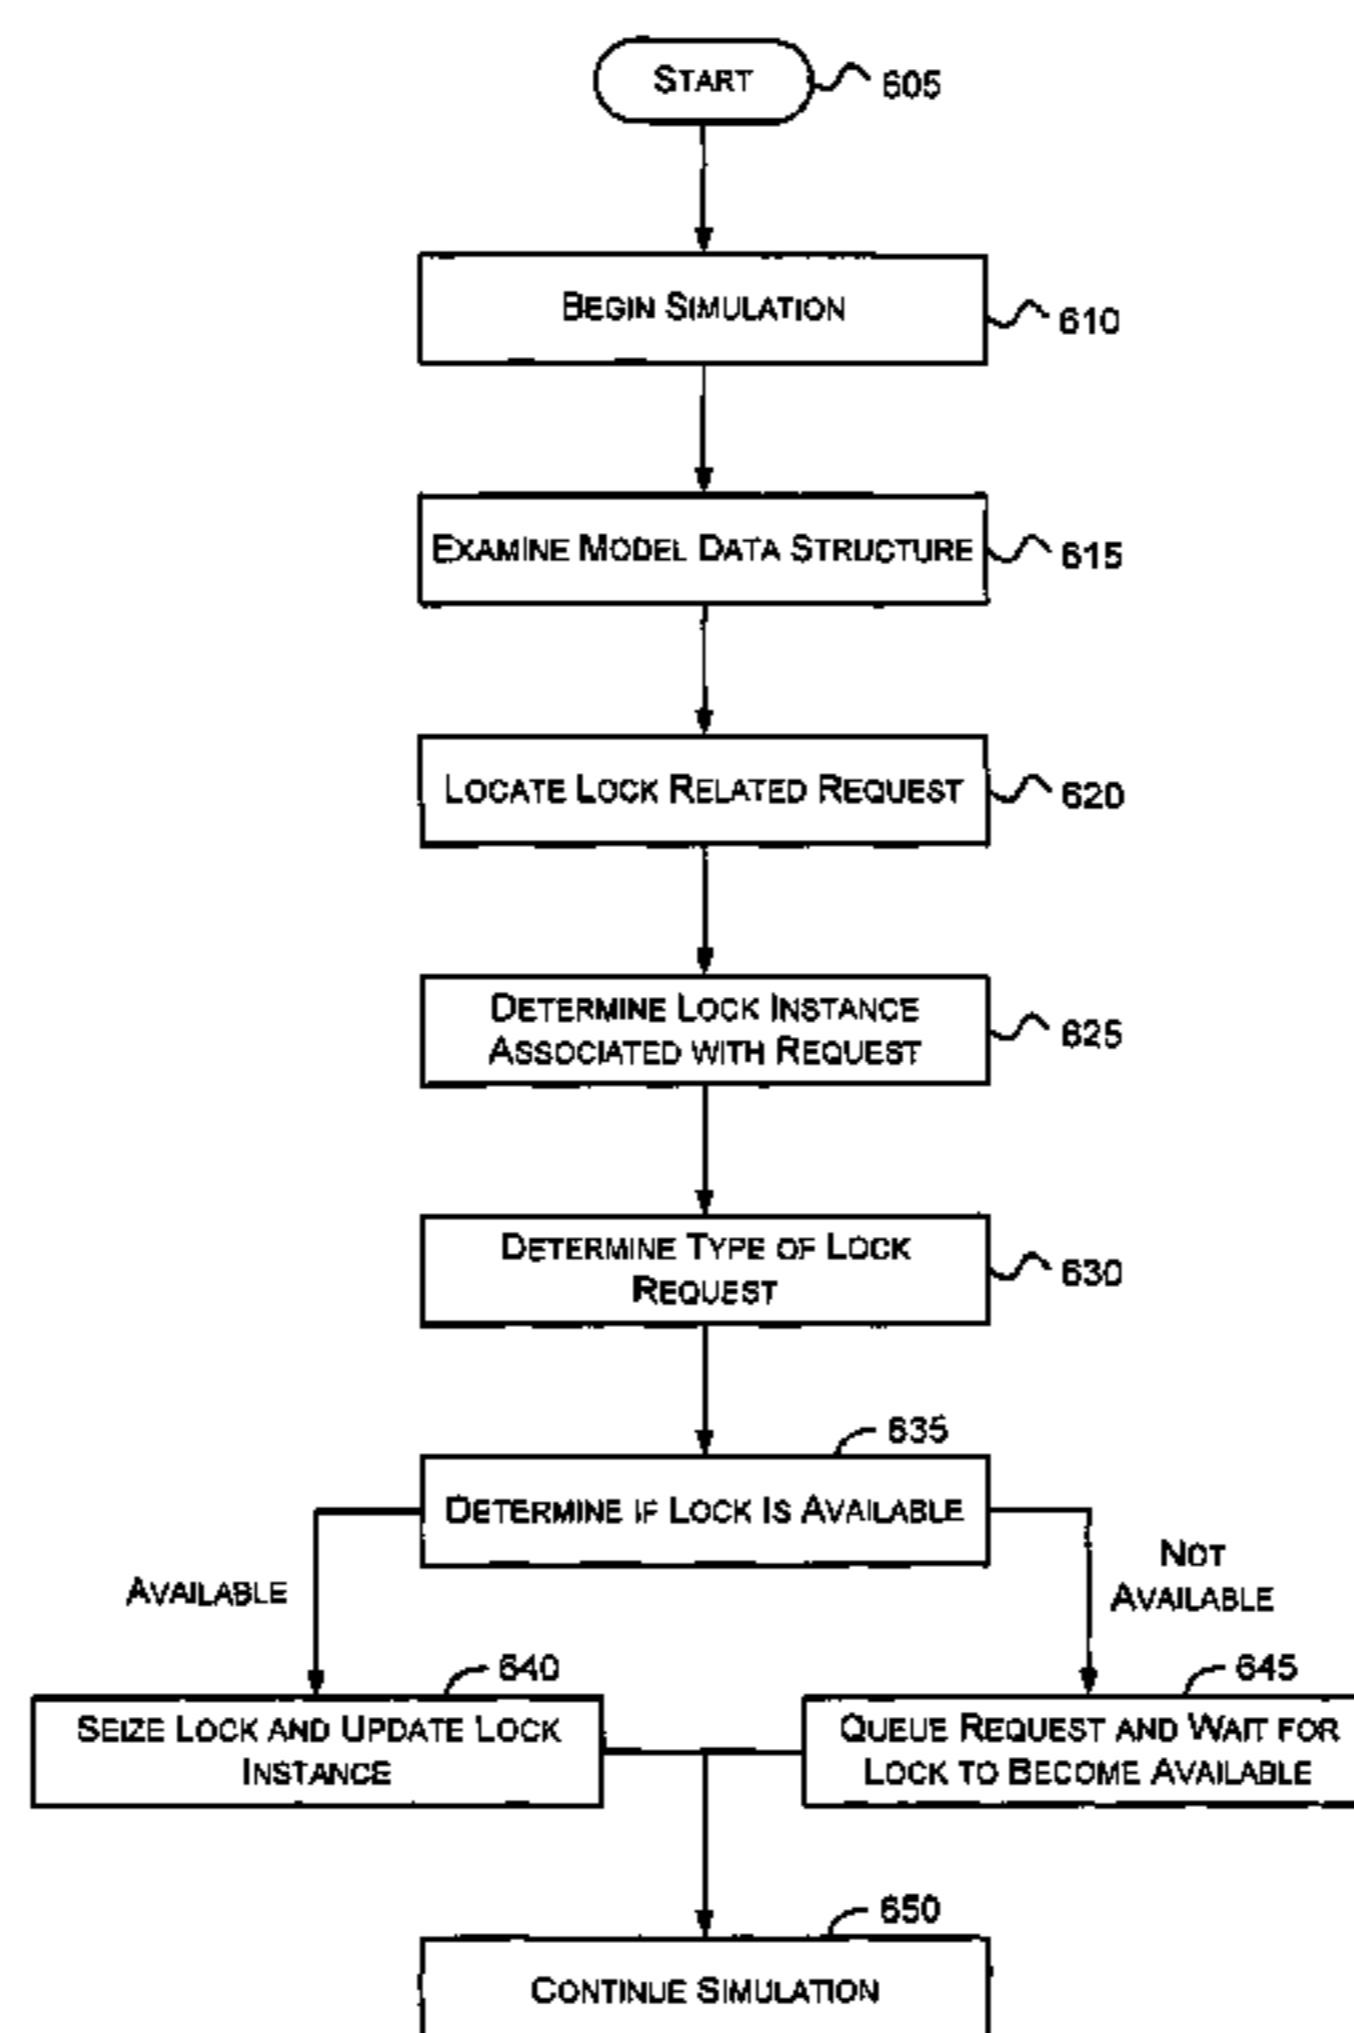 START
605
BEGIN SIMULATION
610
EXAMINE MODEL DATA STRUCTURE
615
LOCATE LOCK RELATED REQUEST
620
DETERMINE LOCK INSTANCE
ASSOCIATED WITH REQUEST
625
DETERMINE TYPE OF LOCK
REQUEST
630
635
DETERMINE IF LOCK IS AVAILABLE
AVAILABLE
NOT
AVAILABLE
640
SEIZE LOCK AND UPDATE LOCK
INSTANCE
645
QUEUE REQUEST AND WAIT FOR
LOCK TO BECOME AVAILABLE
650
CONTINUE SIMULATION